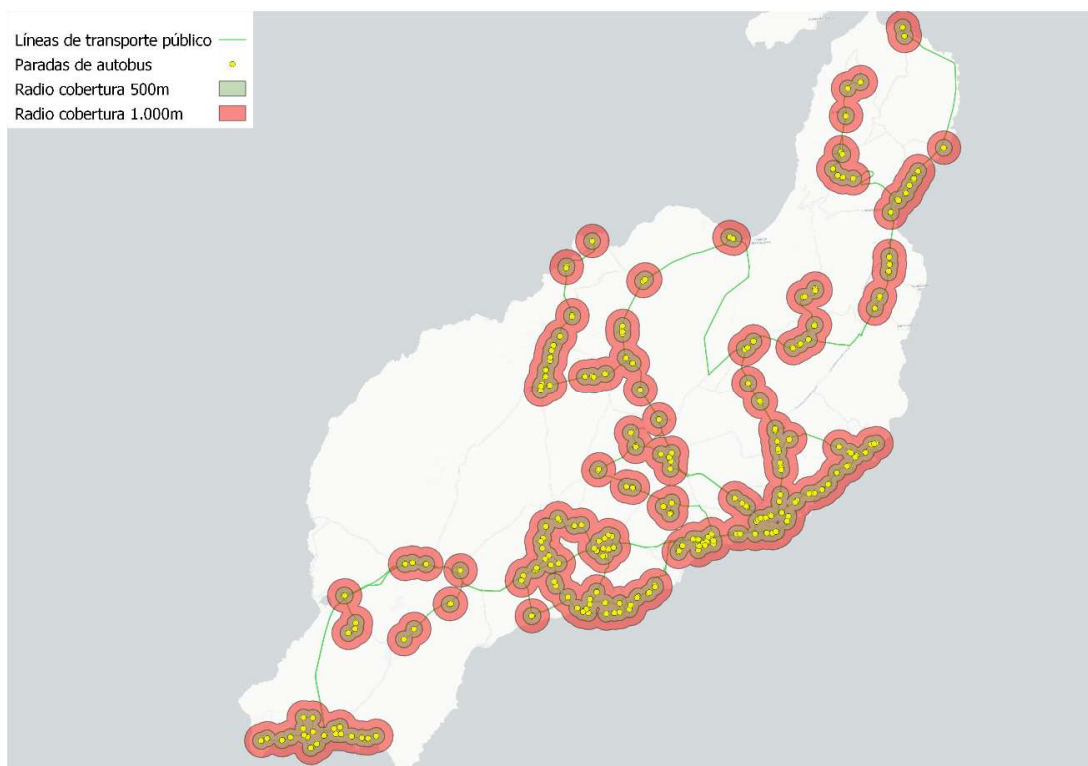 Líneas de transporte público
Paradas de autobus
Radio cobertura 500m
Radio cobertura 1.000m